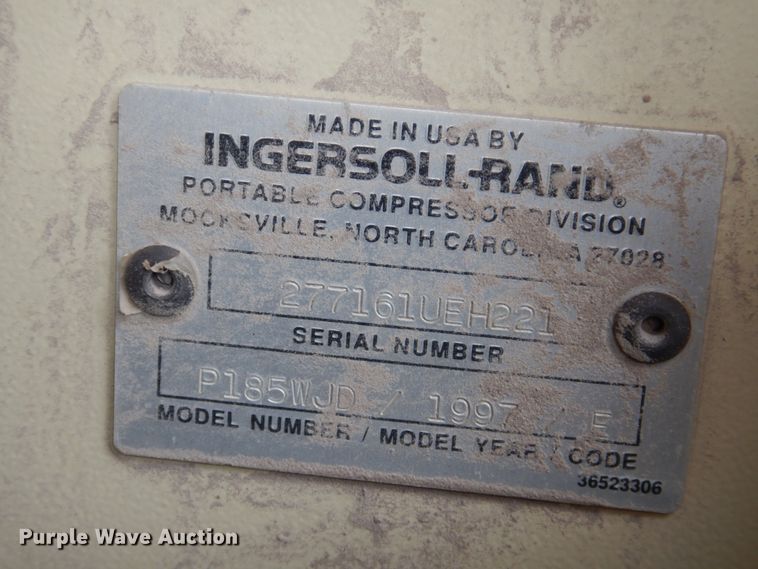 MADE IN USA BY
INGERSOLL-RAND®
PORTABLE COMPRESSOR DIVISION
MOCKSVILLE, NORTH CAROLINA 27028
277161UEH221
SERIAL NUMBER
P185WJD / 1997 / E
MODEL NUMBER / MODEL YEAR / CODE
36523306
Purple Wave Auction